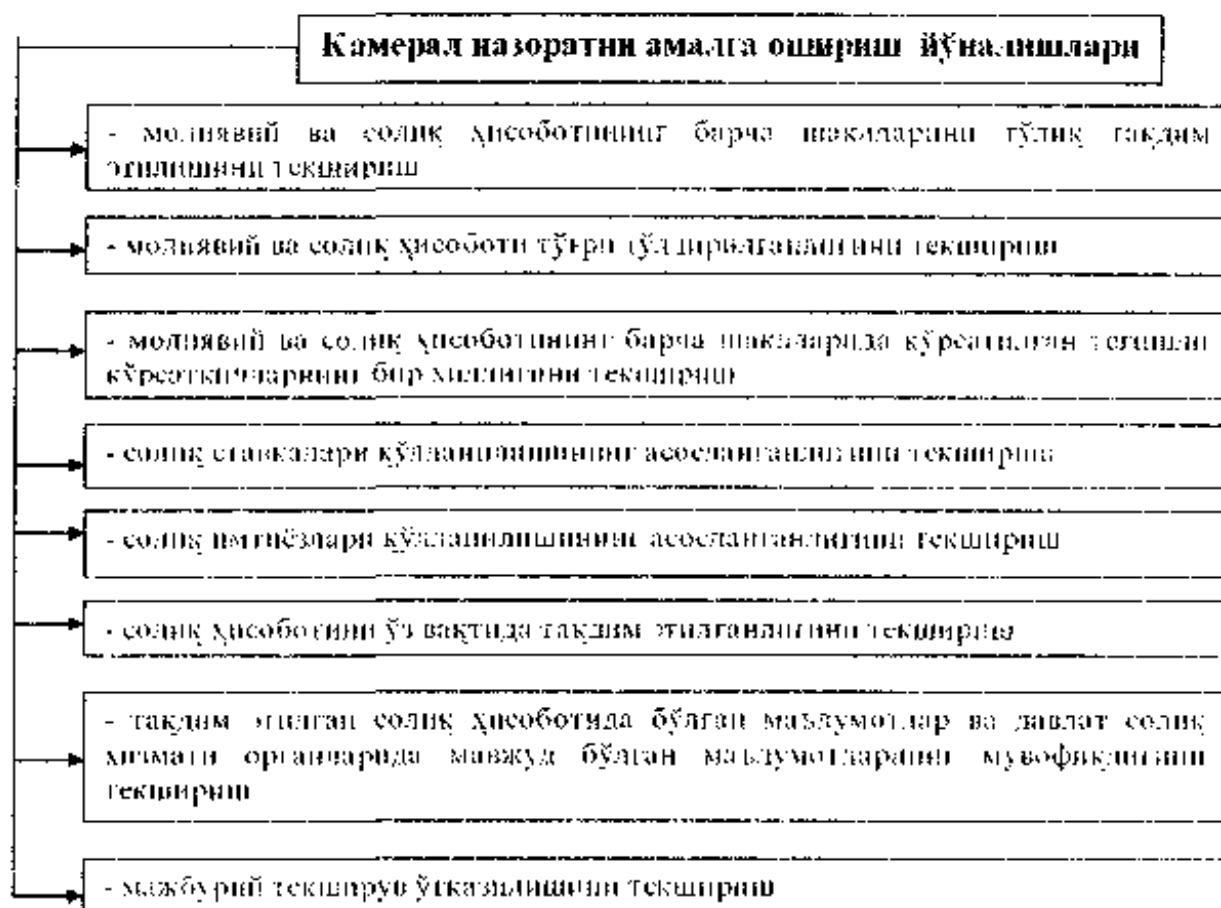 Камерал назоратни амалга ошириш йўналишлари
- молиявий ва солиқ ҳисоботининг барча шаклларини тўлиқ тақдим
этилишини текшириш
- молиявий ва солиқ ҳисоботи тўғри тўлдирилганлигини текшириш
- молиявий ва солиқ ҳисоботининг барча шаклларида кўрсатилган тегишли
кўрсаткичларнинг бир хиллигини текшириш
- солиқ ставкалари қўлланилишининг асосланганлигини текшириш
- солиқ имтиёзлари қўлланилишининг асосланганлигини текшириш
- солиқ ҳисоботини ўз вақтида тақдим этилганлигини текшириш
- тақдим этилган солиқ ҳисоботида бўлган маълумотлар ва давлат солиқ
хизмати органларида мавжуд бўлган маълумотларнинг мувофиқлигини
текшириш
- мажбурий текширув ўтказилишини текшириш